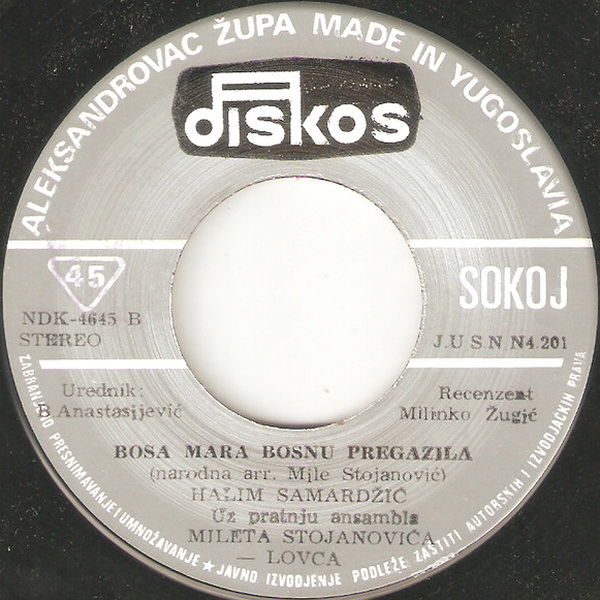 ALEKSANDROVAC ŽUPA MADE IN YUGOSLAVIA
diskos
45
SOKOJ
NDK-4645 B
STEREO
J.U S.N N4.201
Urednik:
B.Anastasijević
Recenzent
Milinko Žugić
BOSA MARA BOSNU PREGAZILA
(narodna arr. Mile Stojanović)
HALIM SAMARDŽIĆ
Uz pratnju ansambla
MILETA STOJANOVIĆA
— LOVCA
ZABRANJENO PRESNIMAVANJE I UMNOŽAVANJE ★ JAVNO IZVODJENJE PODLEŽE ZAŠTITI AUTORSKIH I IZVODJAČKIH PRAVA